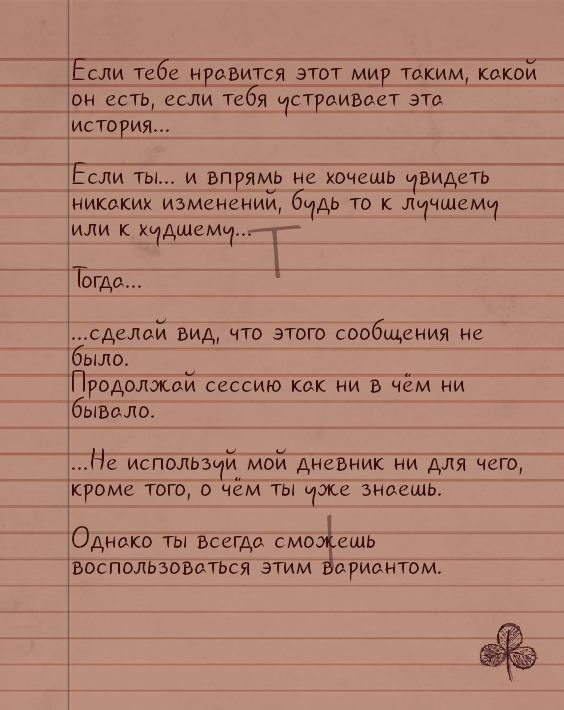 Если тебе нравится этот мир таким, какой
он есть, если тебя устраивает эта
история...
Если ты... и впрямь не хочешь увидеть
никаких изменений, будь то к лучшему
или к худшему...
T
Тогда...
...сделай вид, что этого сообщения не
было.
Продолжай сессию как ни в чём ни
бывало.
...Не используй мой дневник ни для чего,
кроме того, о чём ты уже знаешь.
Однако ты всегда сможешь
воспользоваться этим вариантом.